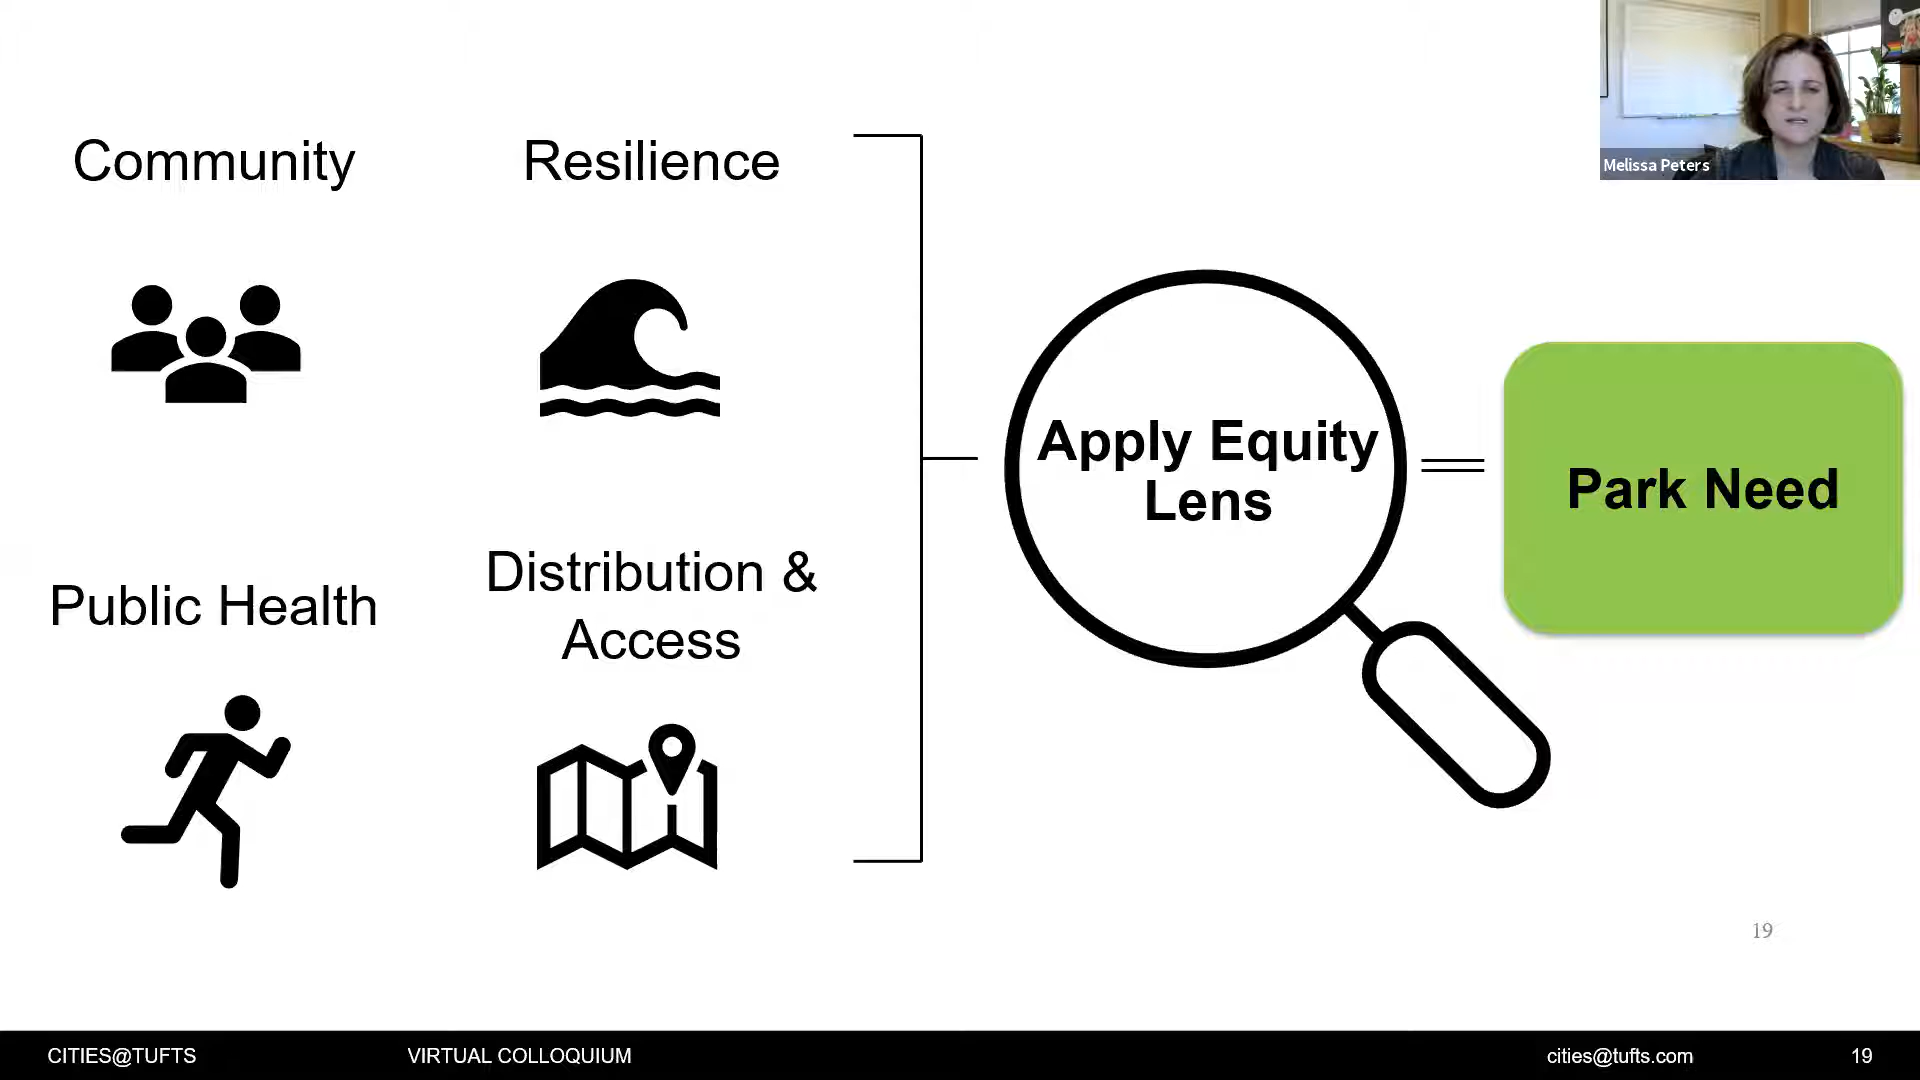 Melissa Peters
Community
Resilience
Public Health
Distribution &
Access
Apply Equity
Lens
Park Need
19
CITIES@TUFTS
VIRTUAL COLLOQUIUM
cities@tufts.com
19